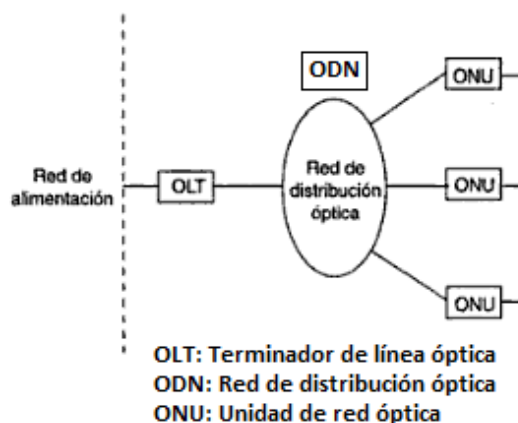 ODN
ONU
Red de
alimentación
OLT
Red de
distribución
óptica
ONU
ONU
OLT: Terminador de línea óptica
ODN: Red de distribución óptica
ONU: Unidad de red óptica